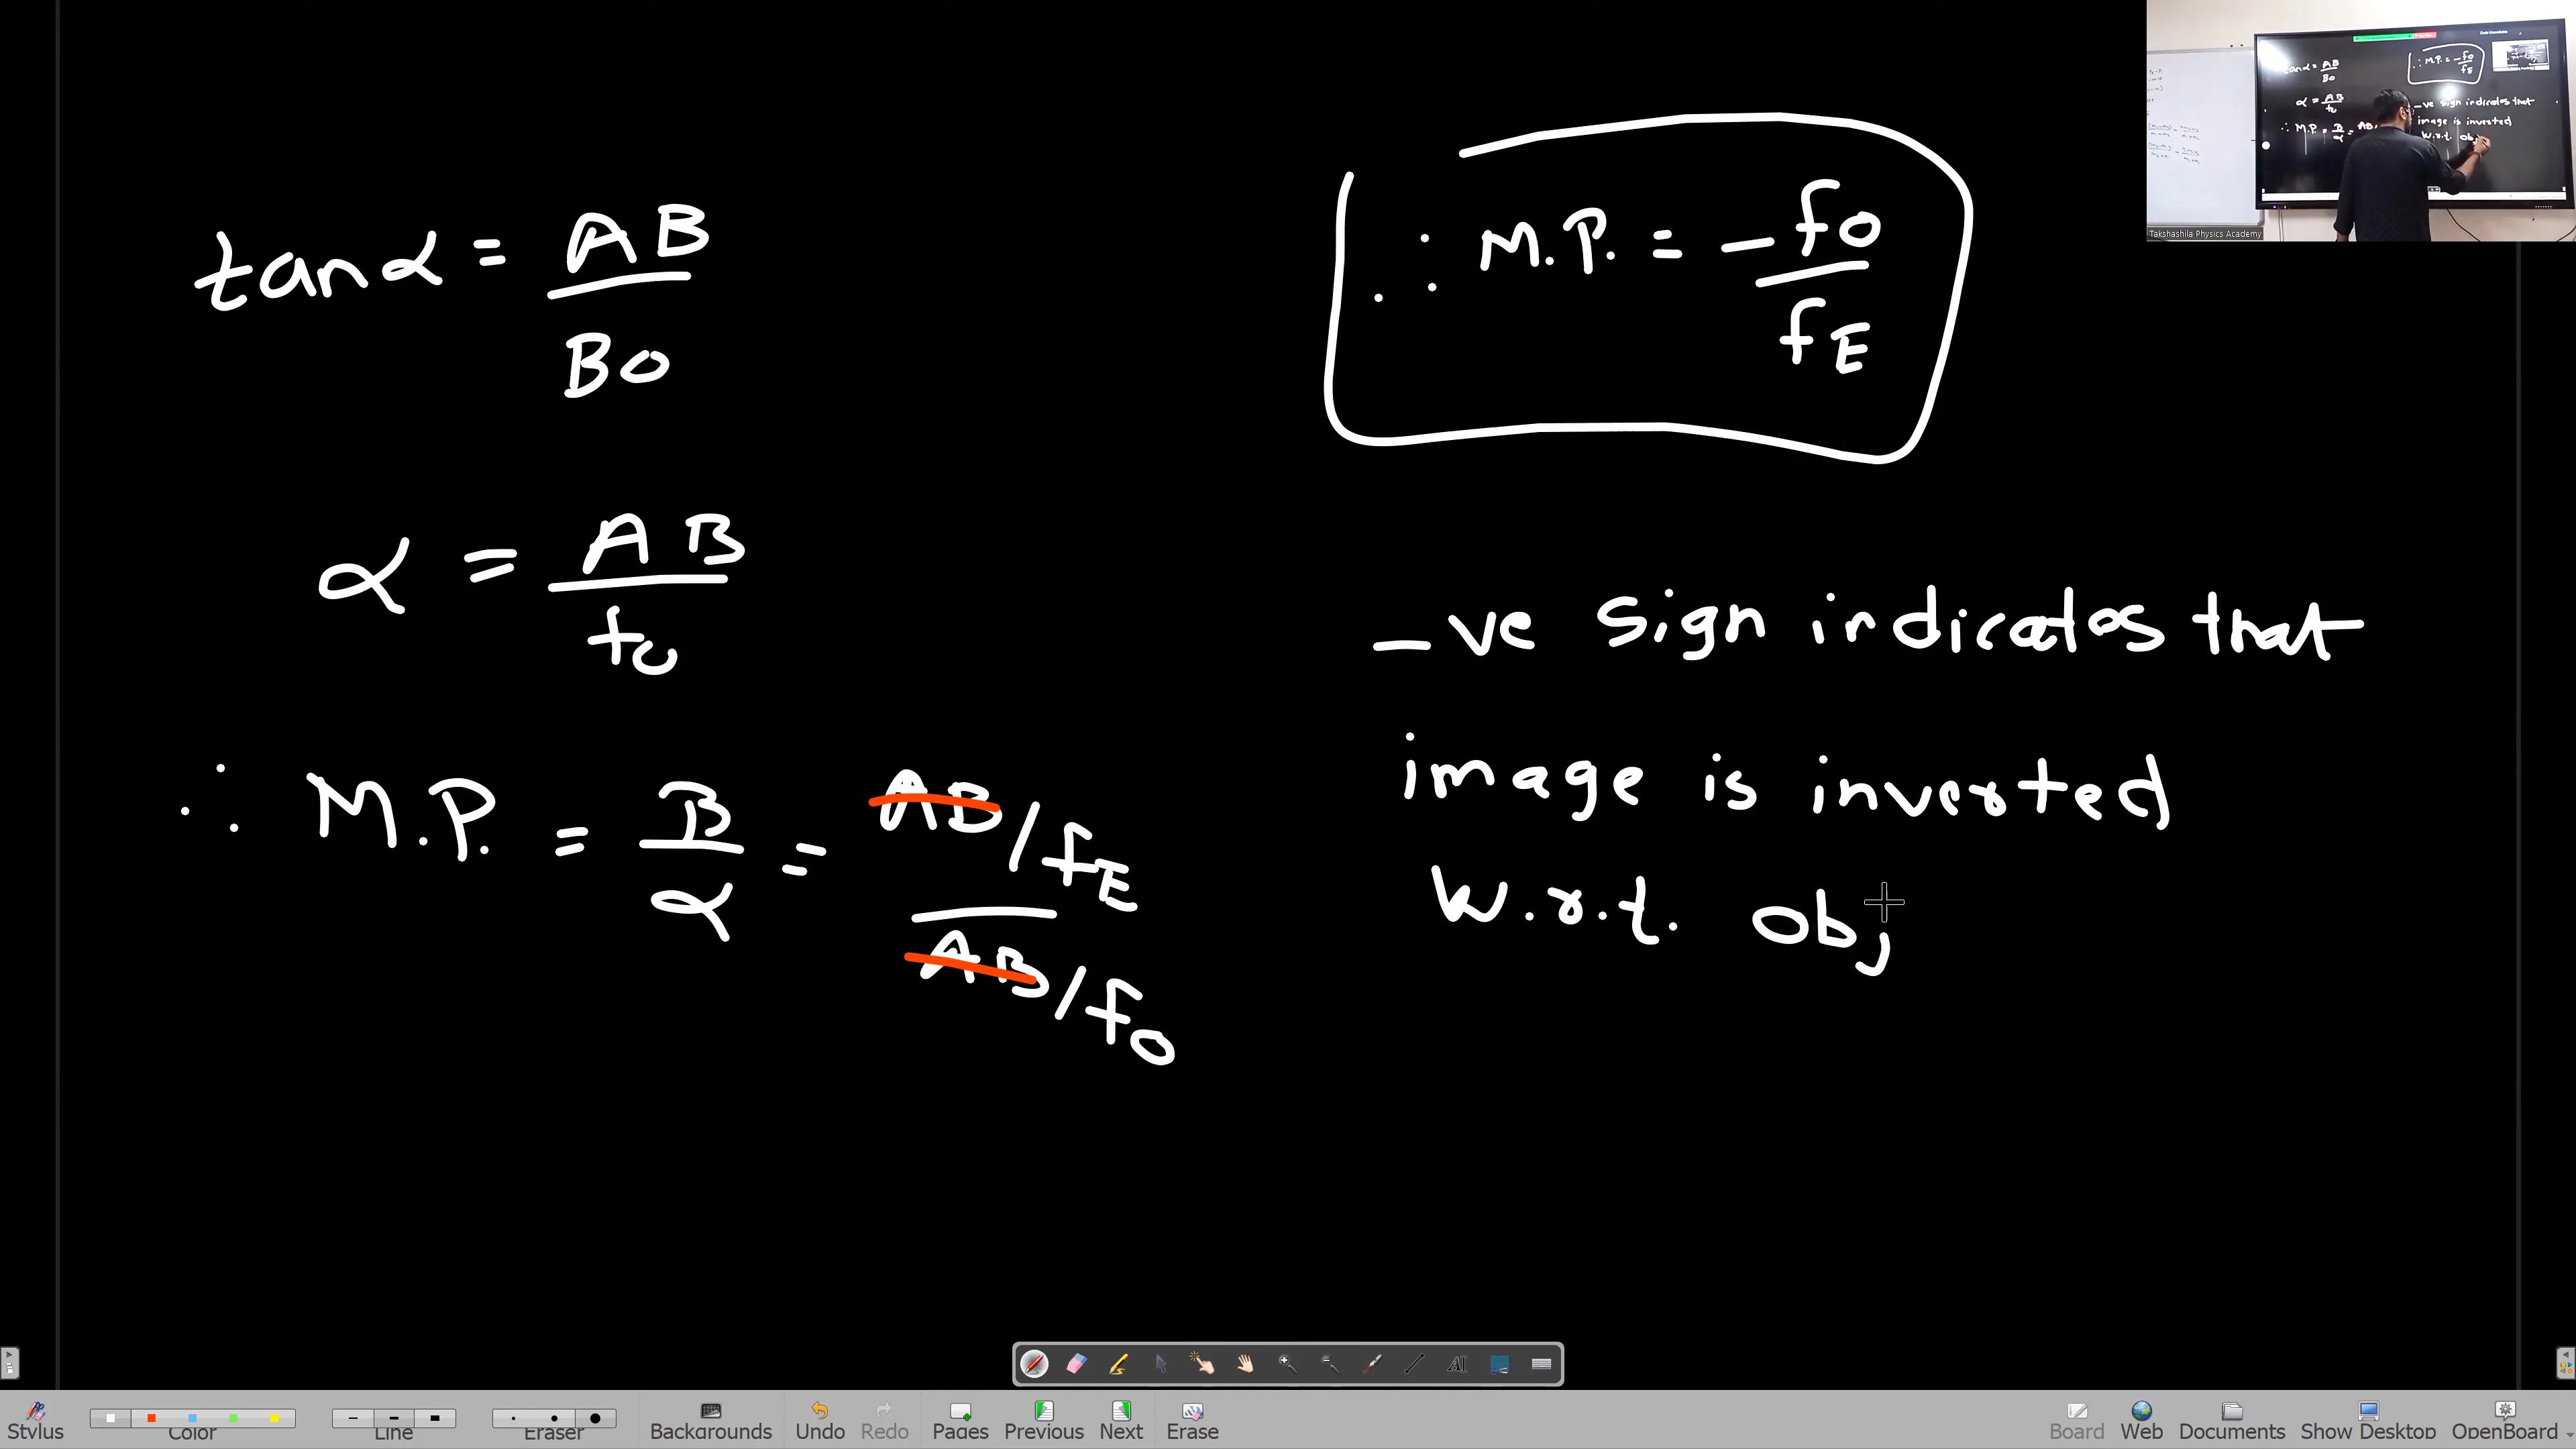 tanα = AB / BO
α = AB / fo
∴ M.P. = β / α = AB/fE / AB/fo
∴ M.P. = -fo / fE
-ve sign indicates that
image is inverted
w.r.t. obj
Takshashila Physics Academy
Stylus Color Line Eraser Backgrounds Undo Redo Pages Previous Next Erase Board Web Documents Show Desktop OpenBoard